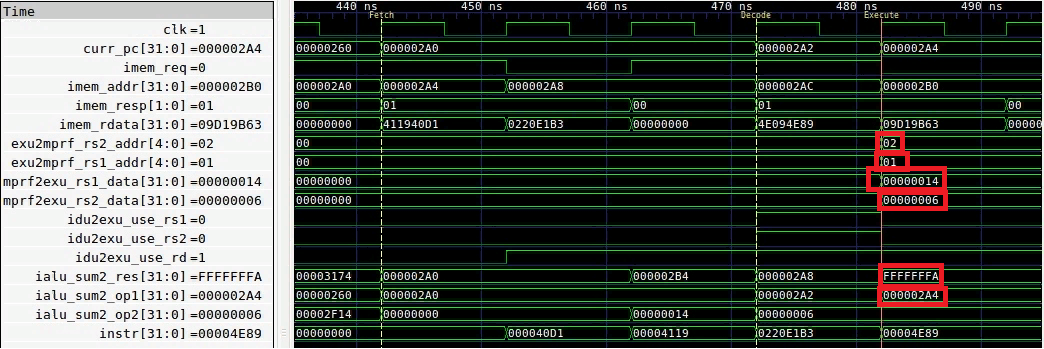 Time
440 ns 450 ns 460 ns 470 ns 480 ns 490 ns
Fetch Decode Execute
clk=1
curr_pc[31:0]=000002A4 00000260 000002A0 000002A2 000002A4
imem_req=0
imem_addr[31:0]=000002B0 000002A0 000002A4 000002A8 000002AC 000002B0
imem_resp[1:0]=01 00 01 00 01 00
imem_rdata[31:0]=09D19B63 00000000 411940D1 0220E1B3 00000000 4E094E89 09D19B63 00000
exu2mprf_rs2_addr[4:0]=02 00 02
exu2mprf_rs1_addr[4:0]=01 00 01
mprf2exu_rs1_data[31:0]=00000014 00000000 00000014
mprf2exu_rs2_data[31:0]=00000006 00000000 00000006
idu2exu_use_rs1=0
idu2exu_use_rs2=0
idu2exu_use_rd=1
ialu_sum2_res[31:0]=FFFFFFFA 00003174 000002A0 000002B4 000002A8 FFFFFFFA
ialu_sum2_op1[31:0]=000002A4 00000260 000002A0 000002A2 000002A4
ialu_sum2_op2[31:0]=00000006 00002F14 00000000 00000014 00000006
instr[31:0]=00004E89 00000000 000040D1 00004119 0220E1B3 00004E89